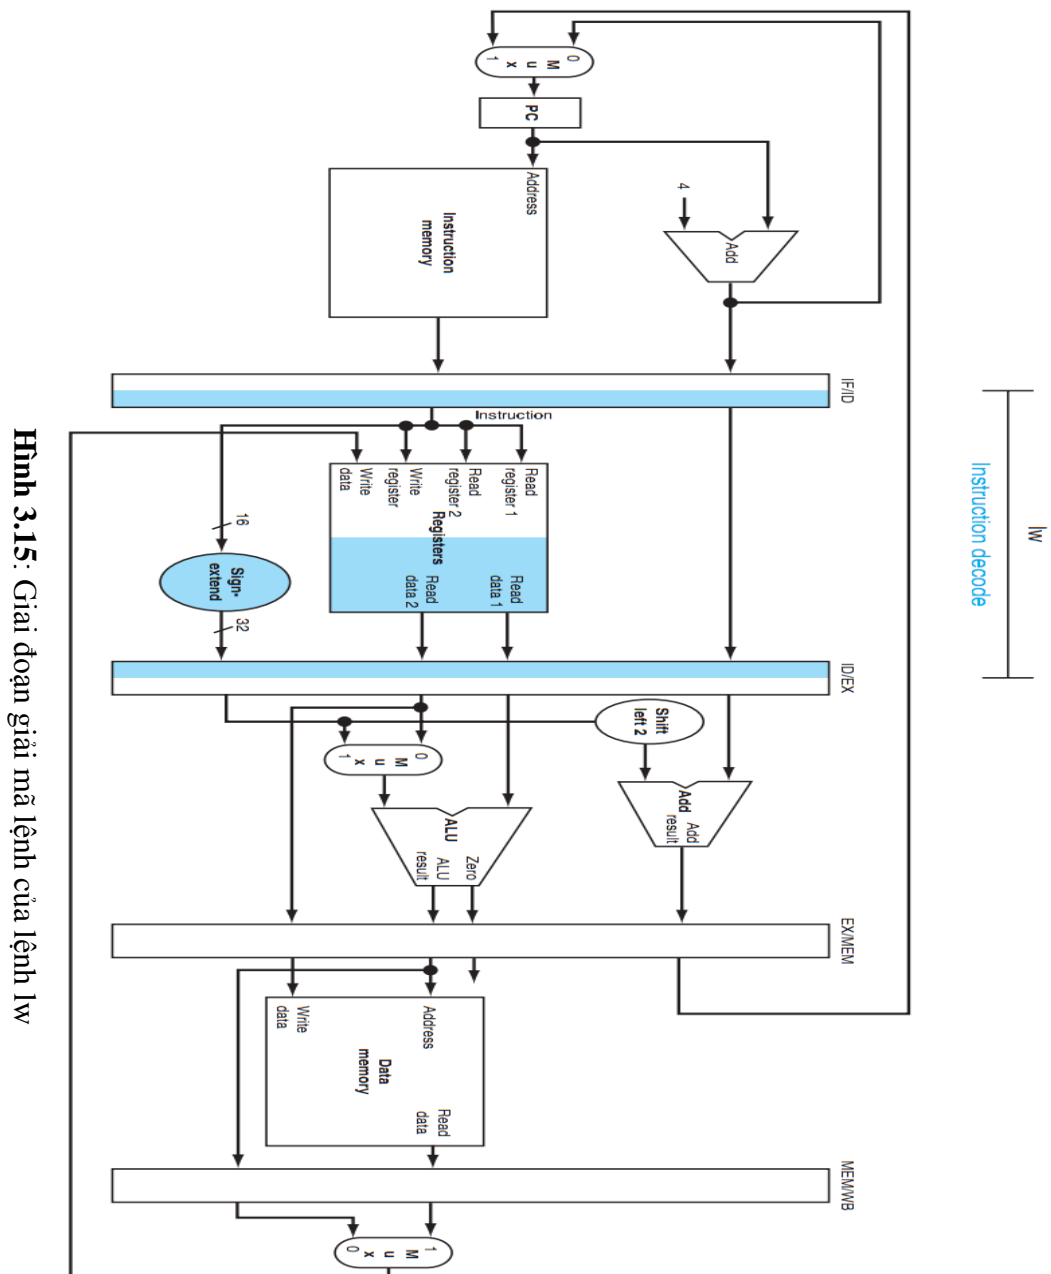 lw
Instruction decode
IF/ID
ID/EX
EX/MEM
MEM/WB
0
M
u
x
1
PC
4
Add
Address
Instruction
memory
Instruction
Read
register 1
Read
register 2
Write
register
Write
data
Registers
Read
data 1
Read
data 2
16
Sign-
extend
32
Shift
left 2
Add
Add
result
0
M
u
x
1
ALU
Zero
ALU
result
Address
Write
data
Data
memory
Read
data
1
M
u
x
0
Hình 3.15: Giai đoạn giải mã lệnh của lệnh lw